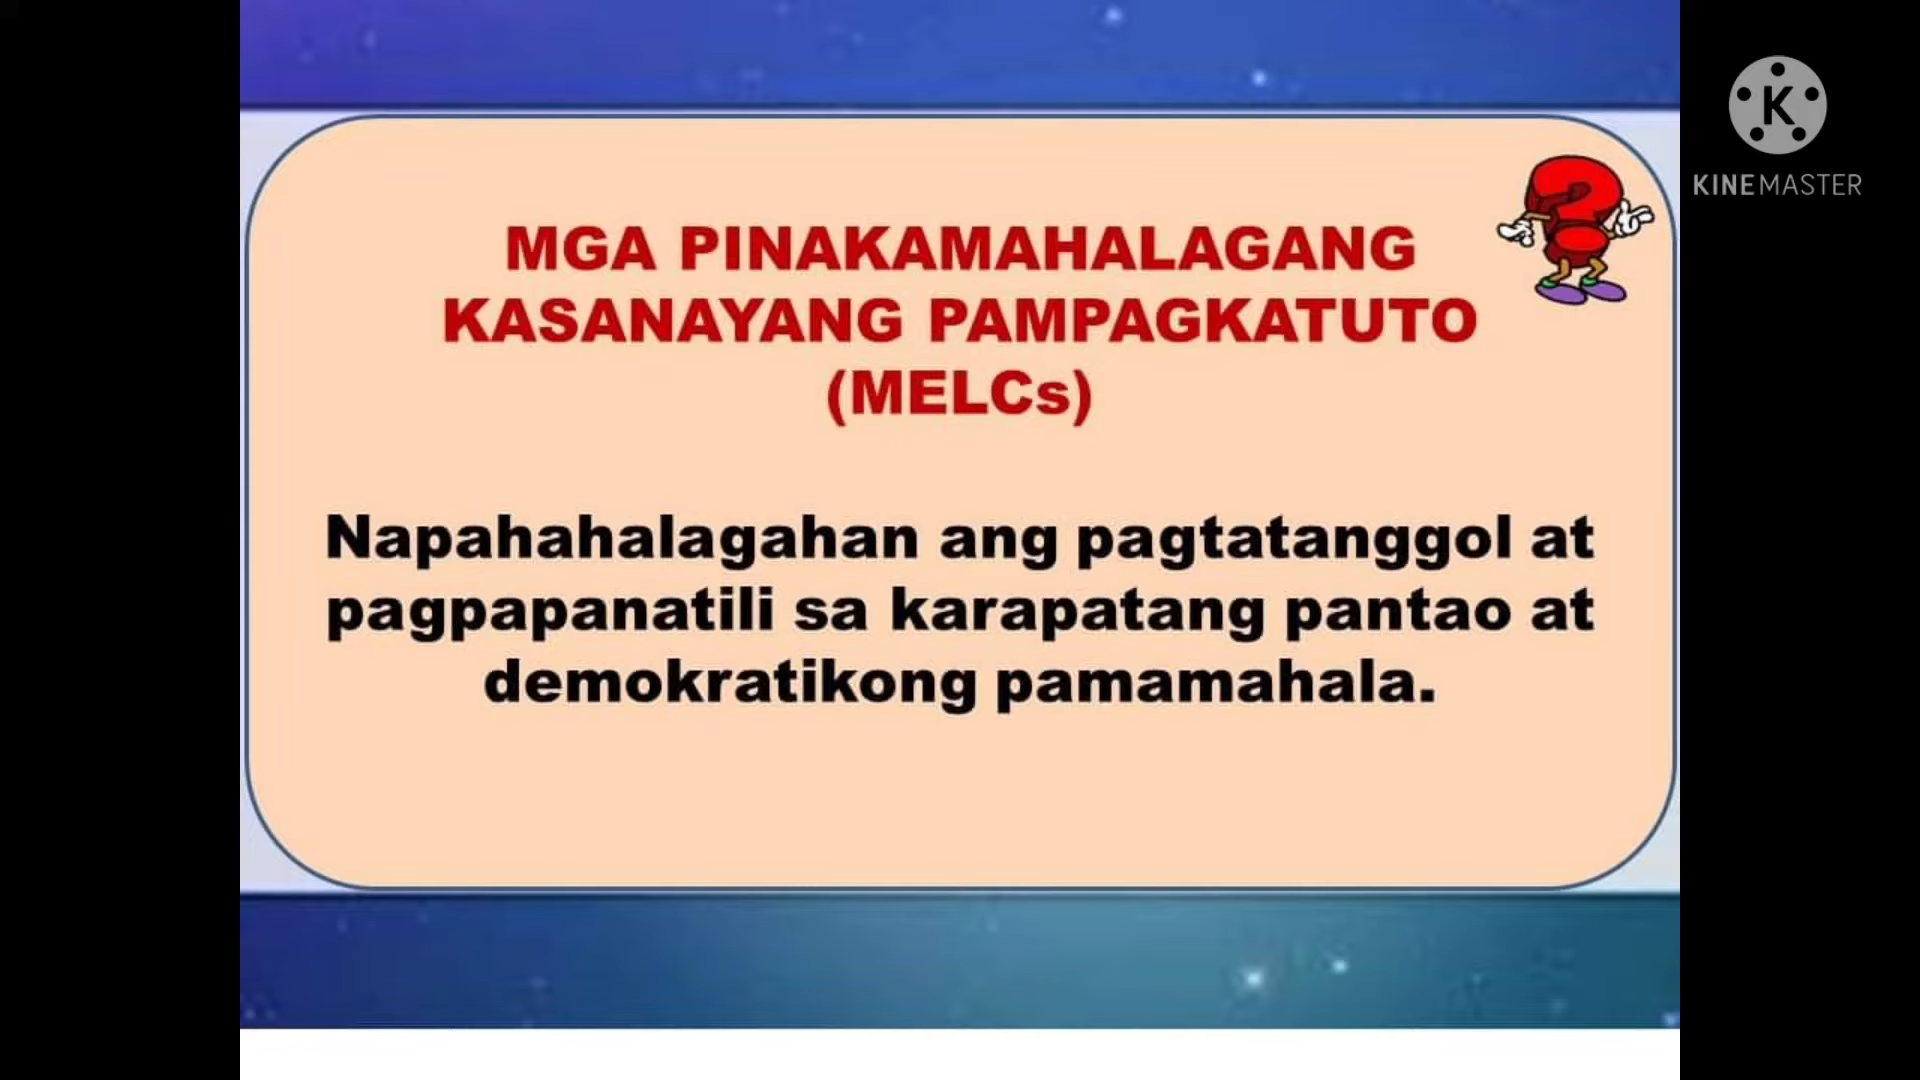 MGA PINAKAMAHALAGANG
KASANAYANG PAMPAGKATUTO
(MELCs)
Napahahalagahan ang pagtatanggol at
pagpapanatili sa karapatang pantao at
demokratikong pamamahala.
K
KINEMASTER